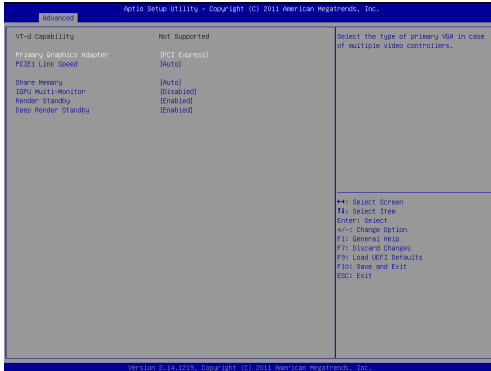 Aptio Setup Utility - Copyright (C) 2011 American Megatrends, Inc.
Advanced
VT-d Capability Not Supported
Primary Graphics Adapter [PCI Express]
PCIE1 Link Speed [Auto]
Share Memory [Auto]
IGPU Multi-Monitor [Disabled]
Render Standby [Enabled]
Deep Render Standby [Enabled]
Select the type of primary VGA in case
of multiple video controllers.
↔: Select Screen
↑↓: Select Item
Enter: Select
+/-: Change Option
F1: General Help
F7: Discard Changes
F9: Load UEFI Defaults
F10: Save and Exit
ESC: Exit
Version 2.14.1219. Copyright (C) 2011 American Megatrends, Inc.